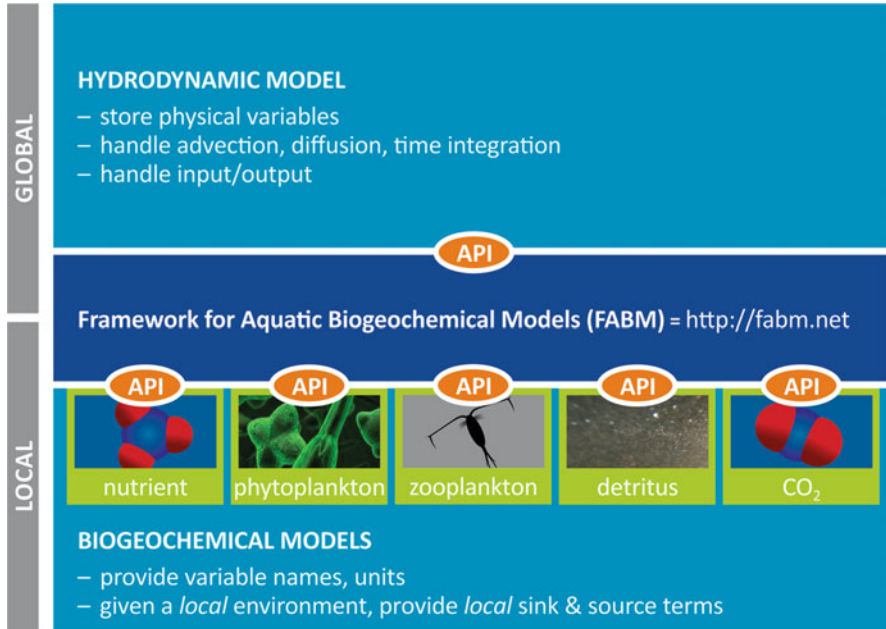 GLOBAL
HYDRODYNAMIC MODEL
– store physical variables
– handle advection, diffusion, time integration
– handle input/output
API
Framework for Aquatic Biogeochemical Models (FABM) = http://fabm.net
LOCAL
API API API API API
nutrient phytoplankton zooplankton detritus CO₂
BIOGEOCHEMICAL MODELS
– provide variable names, units
– given a local environment, provide local sink & source terms